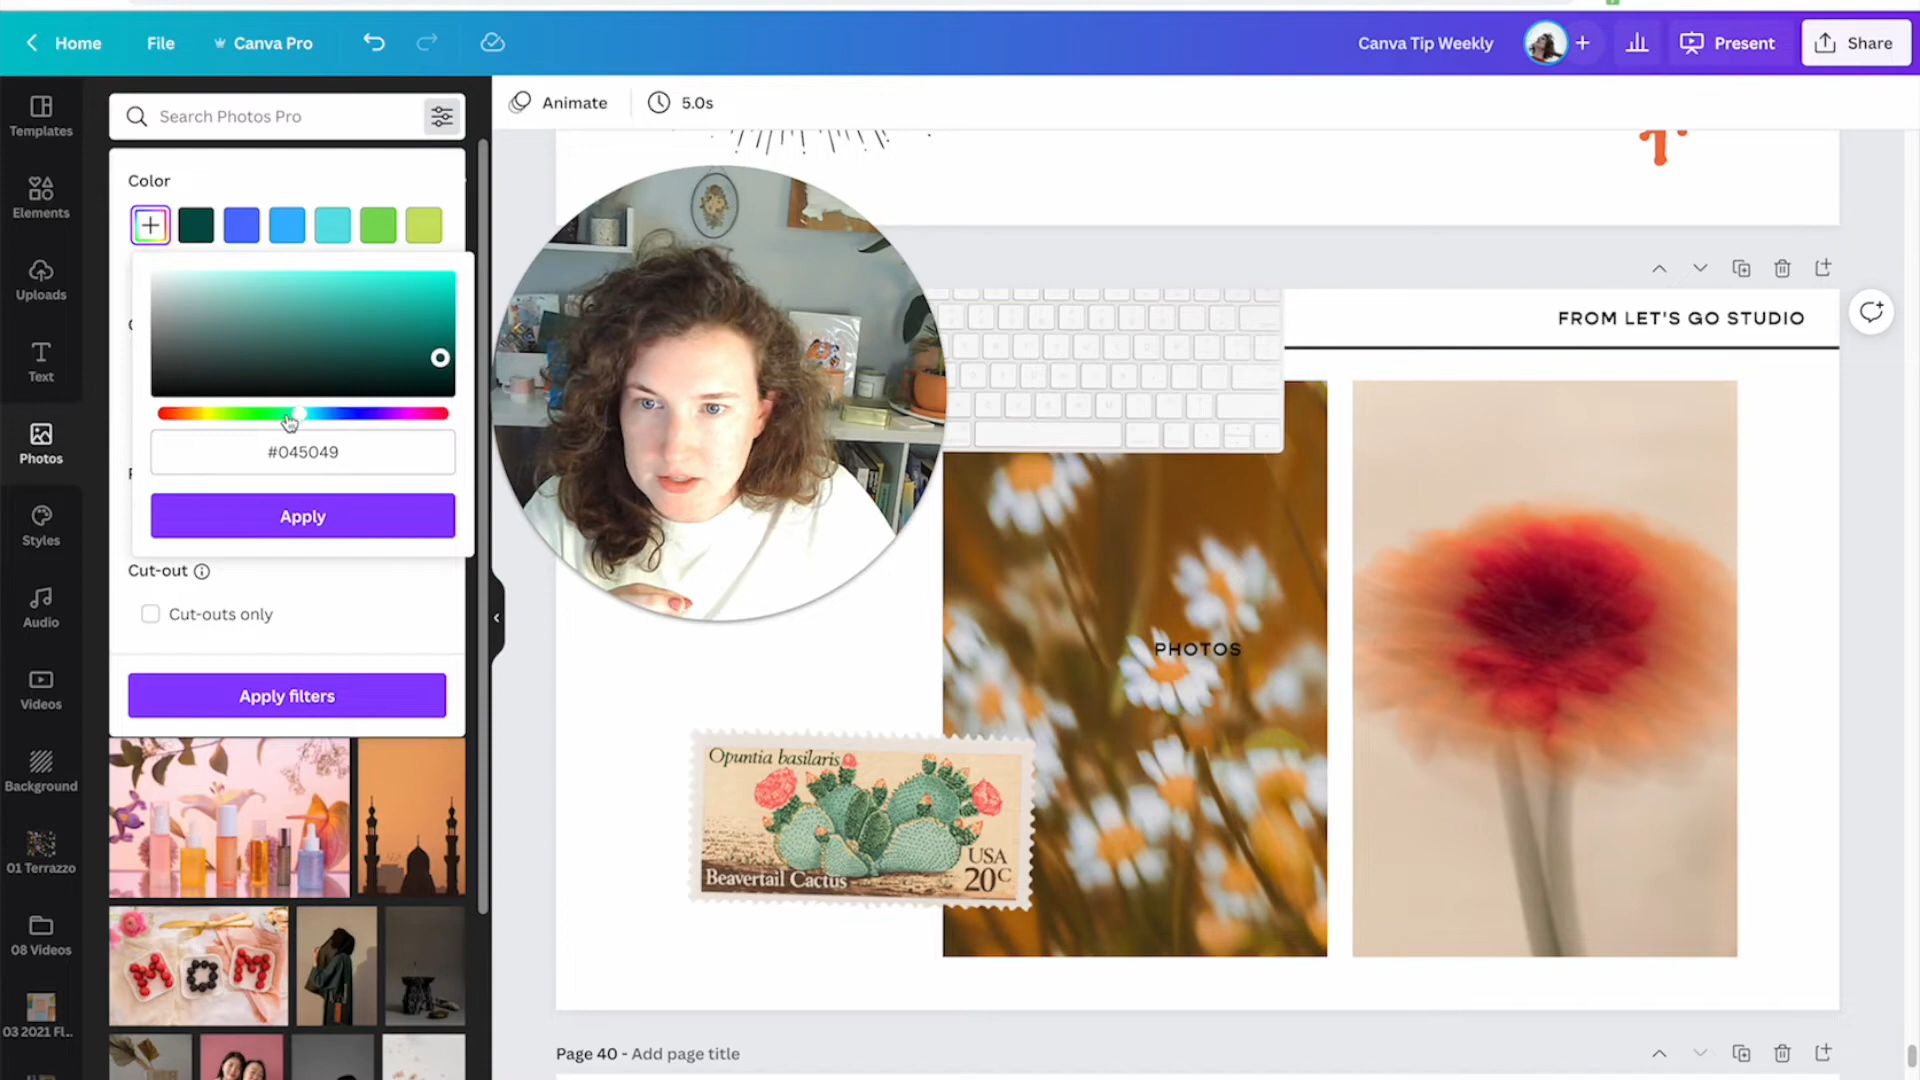 Home
File
Canva Pro
Canva Tip Weekly
Present
Share
Templates
Elements
Uploads
Text
Photos
Styles
Audio
Videos
Background
01 Terrazzo
08 Videos
03 2021 Fl...
Search Photos Pro
Color
#045049
Apply
Cut-out
Cut-outs only
Apply filters
MOM
Animate
5.0s
FROM LET'S GO STUDIO
PHOTOS
Opuntia basilaris
USA
20c
Beavertail Cactus
Page 40 - Add page title